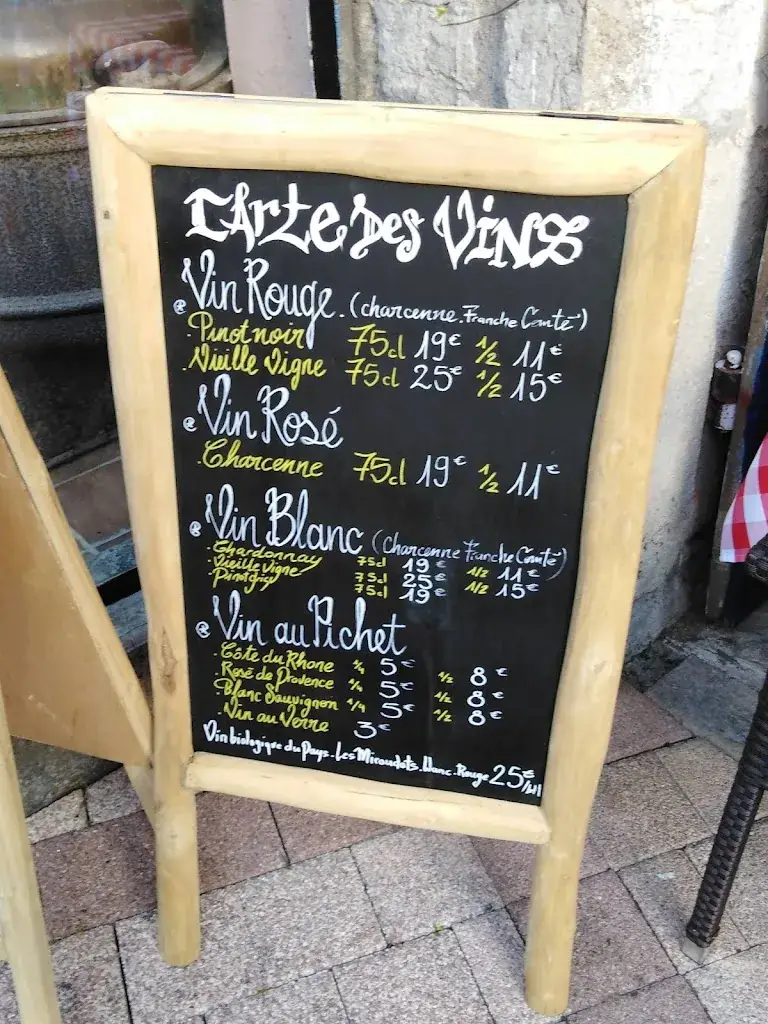 Carte Des Vins
Vin Rouge. (charcenne. Franche Comté)
. Pinot noir 75cl 19€ 1/2 11€
. Vieille Vigne 75cl 25€ 1/2 15€
Vin Rosé
. Charcenne 75cl 19€ 1/2 11€
Vin Blanc (charcenne Franche Comté)
. Chardonnay 75cl 19€ 1/2 11€
. Vieille Vigne 75cl 25€ 1/2 15€
. Pinot gris 75cl 19€
Vin au Pichet
. Côte du Rhone 1/4 5€ 1/2 8€
. Rosé de Provence 1/4 5€ 1/2 8€
. Blanc Sauvignon 1/4 5€ 1/2 8€
. Vin au Verre 3€
Vin biologique du Pays. Les Miroudots. blanc. Rouge 25€